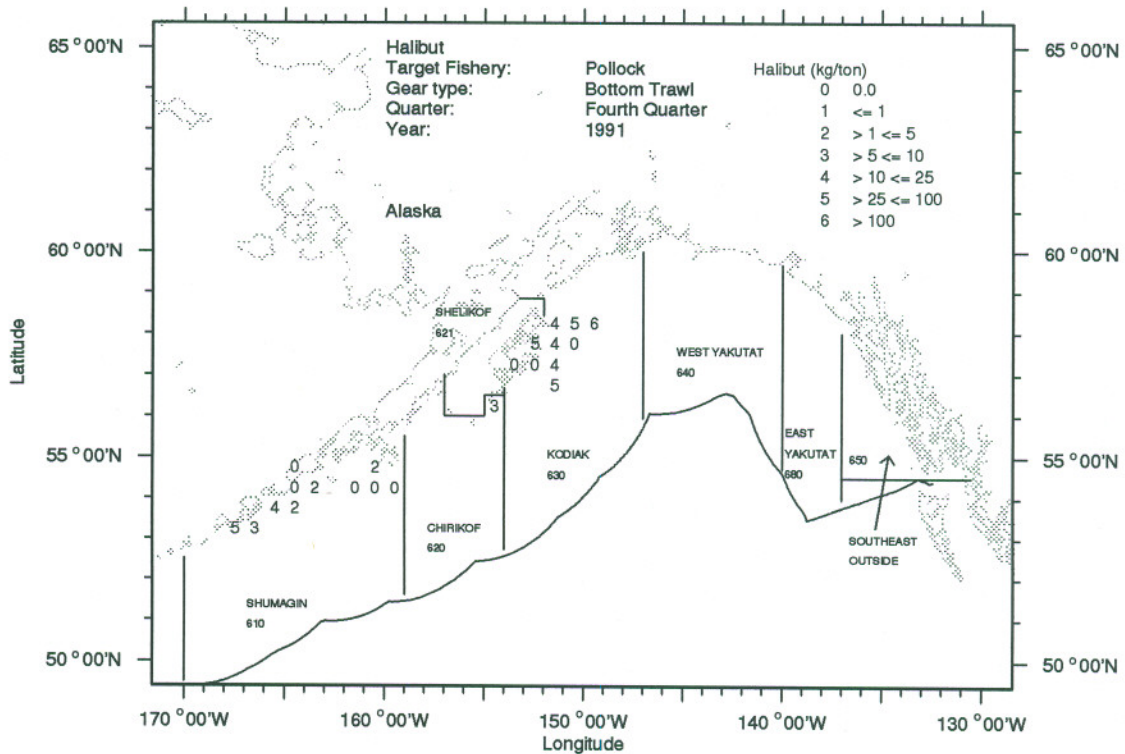 65 °00'N
Halibut
Target Fishery: Pollock
Gear type: Bottom Trawl
Quarter: Fourth Quarter
Year: 1991
Halibut (kg/ton)
0 0.0
1 <= 1
2 > 1 <= 5
3 > 5 <= 10
4 > 10 <= 25
5 > 25 <= 100
6 > 100
65 °00'N
Alaska
60 °00'N
60 °00'N
SHELIKOF
621
4 5 6
5 4 0
0 0 4
5
3
WEST YAKUTAT
640
Latitude
55 °00'N
0 2
0 0 2 0 0 0
4 2
5 3
KODIAK
630
EAST
YAKUTAT
680
650
55 °00'N
CHIRIKOF
620
SOUTHEAST
OUTSIDE
SHUMAGIN
610
50 °00'N
50 °00'N
170 °00'W 160 °00'W 150 °00'W 140 °00'W 130 °00'W
Longitude